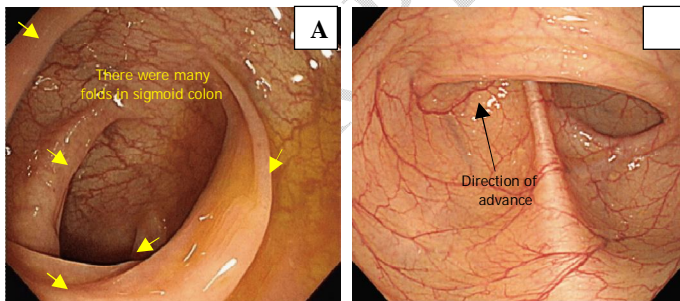 A
There were many
folds in sigmoid colon
Direction of
advance